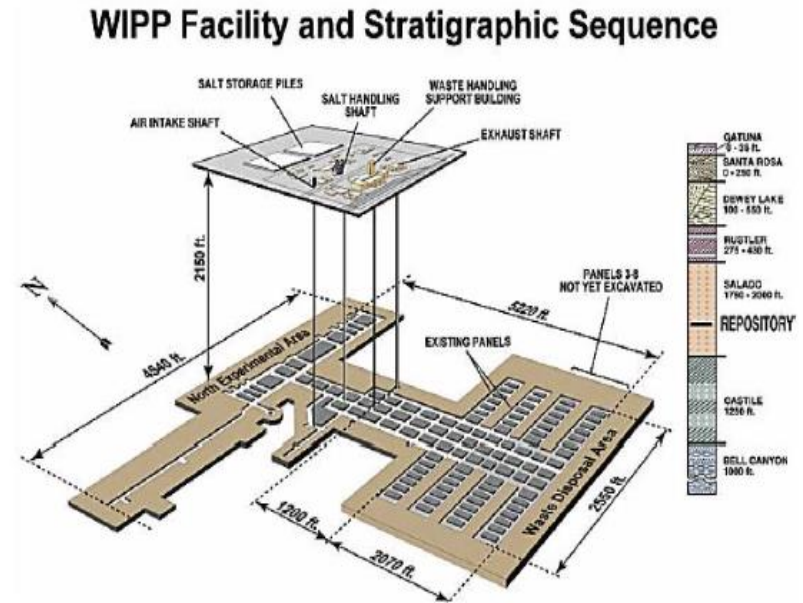 WIPP Facility and Stratigraphic Sequence
SALT STORAGE PILES
AIR INTAKE SHAFT
SALT HANDLING
SHAFT
WASTE HANDLING
SUPPORT BUILDING
EXHAUST SHAFT
2150 ft.
N
4540 ft.
North Experimental Area
5220 ft.
PANELS 3-8
NOT YET EXCAVATED
EXISTING PANELS
Waste Disposal Area
1200 ft.
2070 ft.
2550 ft.
GATUNA
0 - 35 ft.
SANTA ROSA
0 - 250 ft.
DEWEY LAKE
100 - 550 ft.
RUSTLER
275 - 430 ft.
SALADO
1750 - 2000 ft.
REPOSITORY
CASTILE
1250 ft.
BELL CANYON
1000 ft.